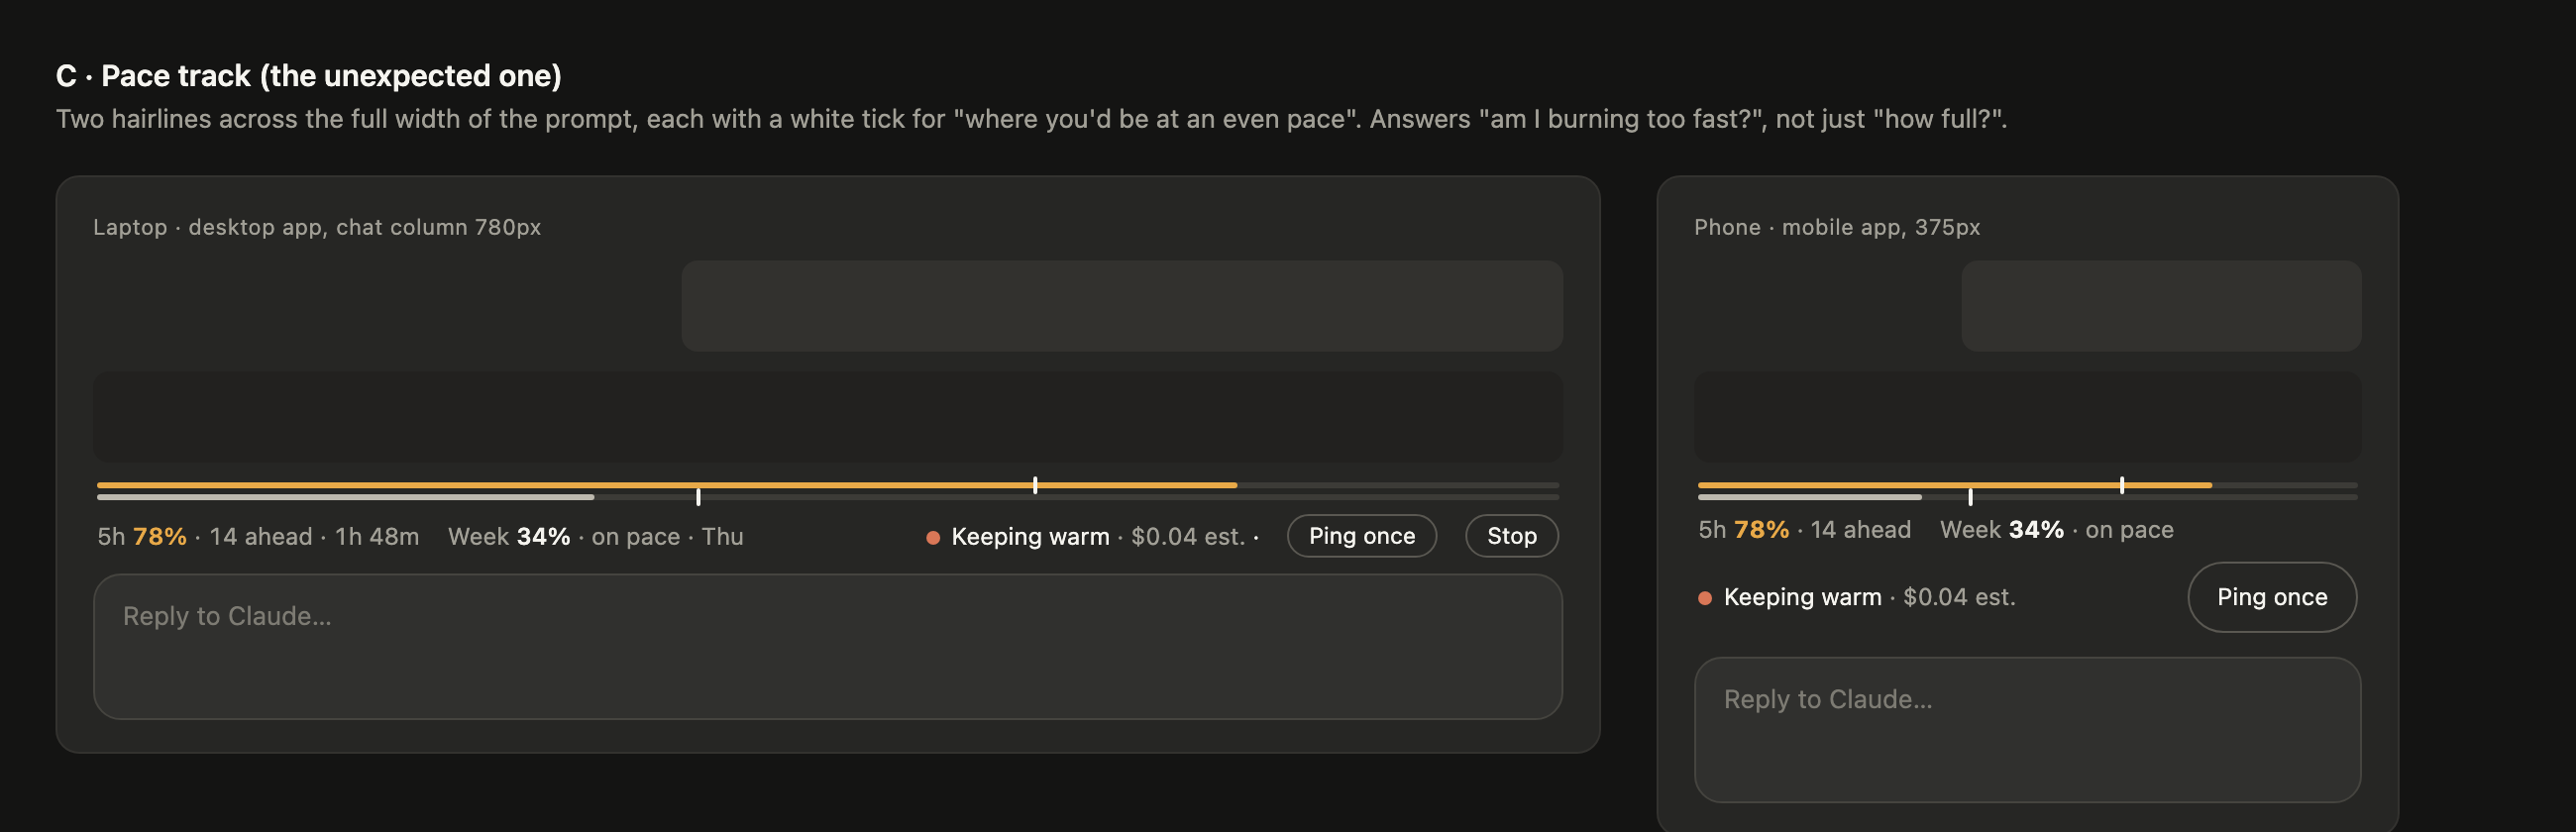 C · Pace track (the unexpected one)
Two hairlines across the full width of the prompt, each with a white tick for "where you'd be at an even pace". Answers "am I burning too fast?", not just "how full?".
Laptop · desktop app, chat column 780px
5h 78% · 14 ahead · 1h 48m Week 34% · on pace · Thu
Keeping warm · $0.04 est. ·
Ping once
Stop
Reply to Claude...
Phone · mobile app, 375px
5h 78% · 14 ahead Week 34% · on pace
Keeping warm · $0.04 est.
Ping once
Reply to Claude...